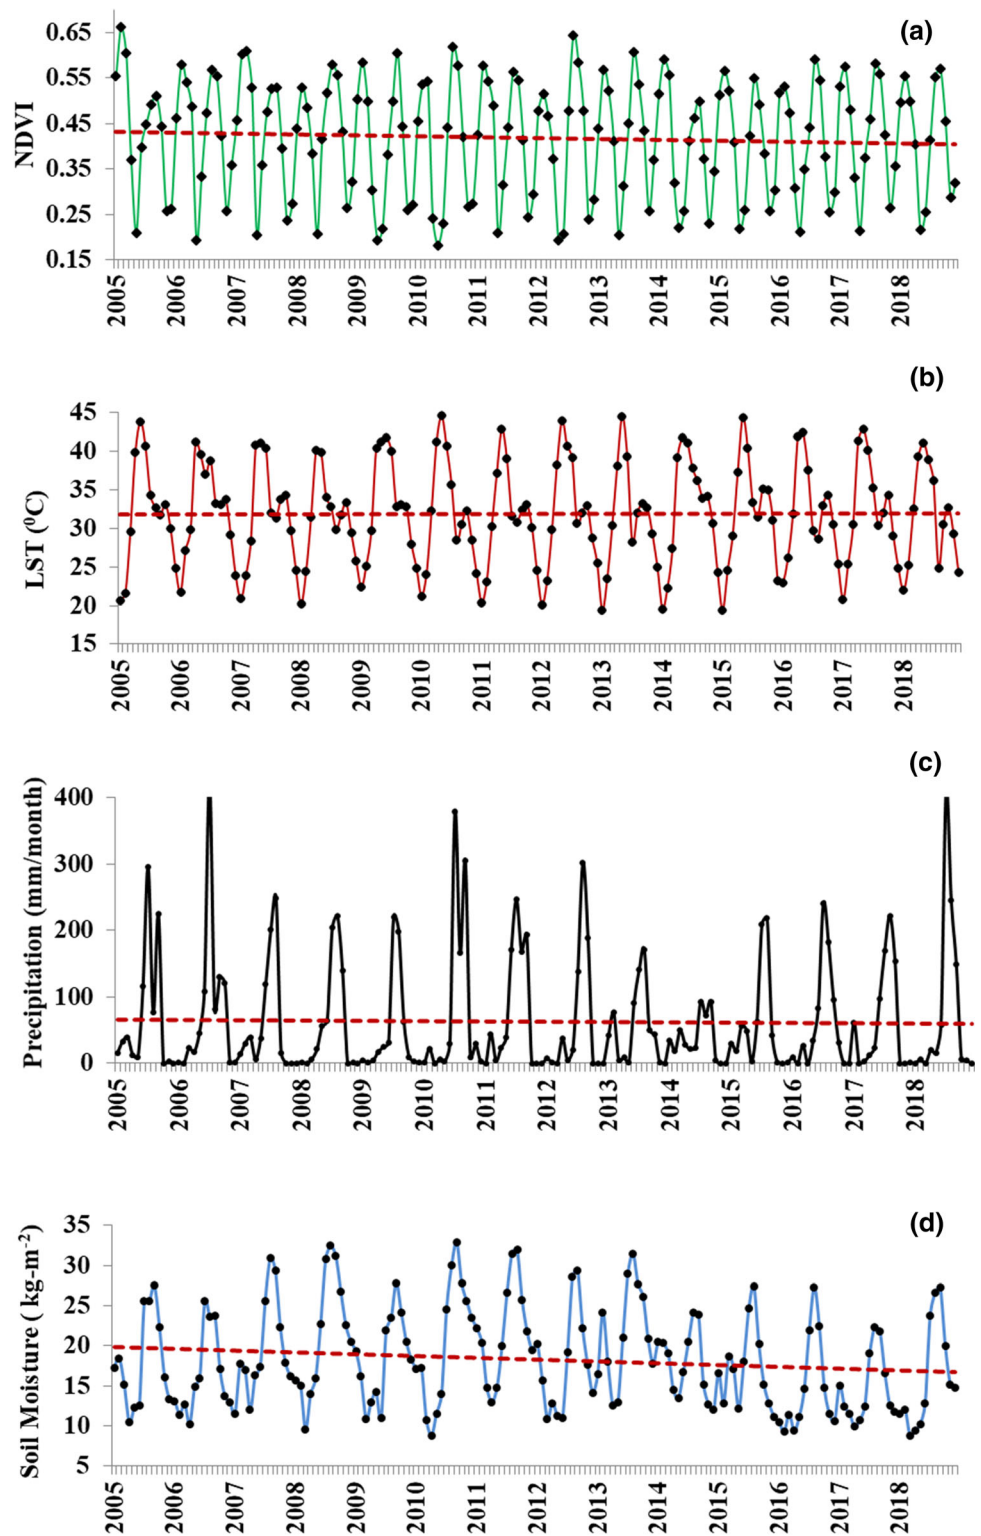 (a)
NDVI
0.65
0.55
0.45
0.35
0.25
0.15
2005 2006 2007 2008 2009 2010 2011 2012 2013 2014 2015 2016 2017 2018
(b)
LST (⁰C)
45
40
35
30
25
20
15
2005 2006 2007 2008 2009 2010 2011 2012 2013 2014 2015 2016 2017 2018
(c)
Precipitation (mm/month)
400
300
200
100
0
2005 2006 2007 2008 2009 2010 2011 2012 2013 2014 2015 2016 2017 2018
(d)
Soil Moisture ( kg-m⁻²)
35
30
25
20
15
10
5
2005 2006 2007 2008 2009 2010 2011 2012 2013 2014 2015 2016 2017 2018